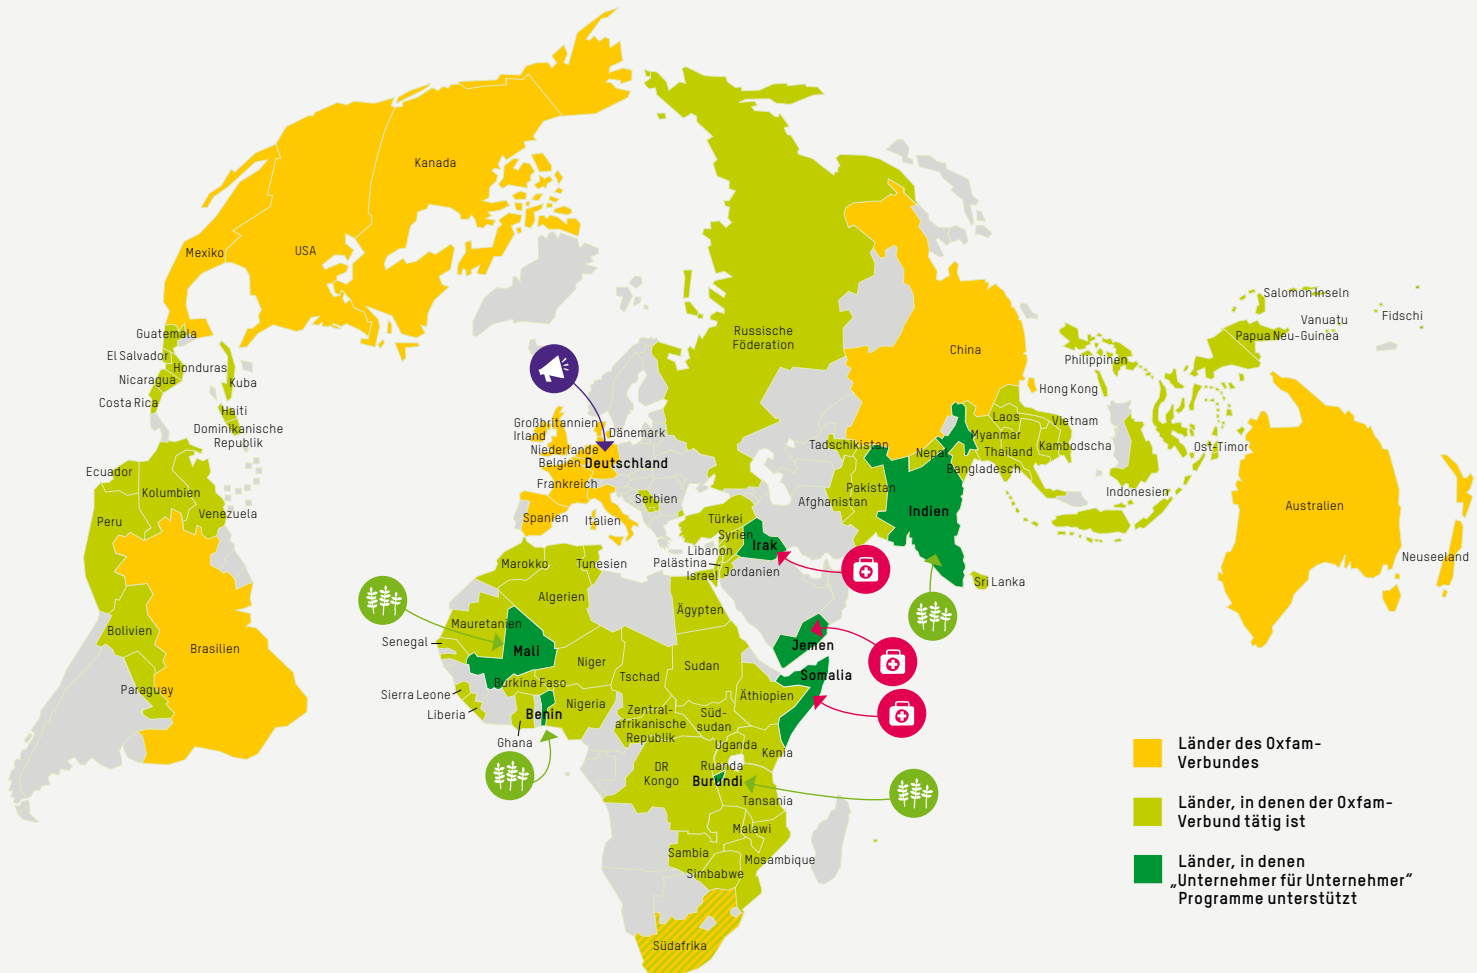 Kanada
Mexiko
USA
Guatemala
El Salvador
Honduras
Nicaragua
Kuba
Costa Rica
Haiti
Dominikanische
Republik
Ecuador
Kolumbien
Venezuela
Peru
Bolivien
Brasilien
Paraguay
Großbritannien
Irland
Dänemark
Niederlande
Belgien
Deutschland
Frankreich
Serbien
Spanien
Italien
Russische
Föderation
China
Hong Kong
Tadschikistan
Nepal
Pakistan
Afghanistan
Indien
Bangladesch
Myanmar
Laos
Vietnam
Thailand
Kambodscha
Philippinen
Indonesien
Ost-Timor
Sri Lanka
Salomon Inseln
Vanuatu
Fidschi
Papua Neu-Guinea
Australien
Neuseeland
Türkei
Syrien
Irak
Libanon
Palästina
Israel
Jordanien
Jemen
Marokko
Tunesien
Algerien
Ägypten
Mauretanien
Senegal
Mali
Niger
Tschad
Sudan
Somalia
Burkina Faso
Sierra Leone
Liberia
Benin
Nigeria
Ghana
Äthiopien
Zentral-
afrikanische
Republik
Süd-
sudan
Uganda
Kenia
DR
Kongo
Ruanda
Burundi
Tansania
Malawi
Sambia
Mosambique
Simbabwe
Südafrika
Länder des Oxfam-
Verbundes
Länder, in denen der Oxfam-
Verbund tätig ist
Länder, in denen
„Unternehmer für Unternehmer“
Programme unterstützt